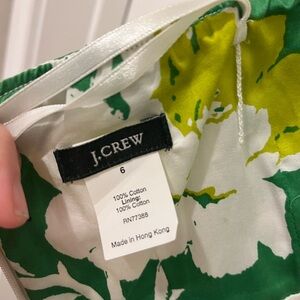 J.CREW
6
100% Cotton
Lining:
100% Cotton
RN77388
Made in Hong Kong